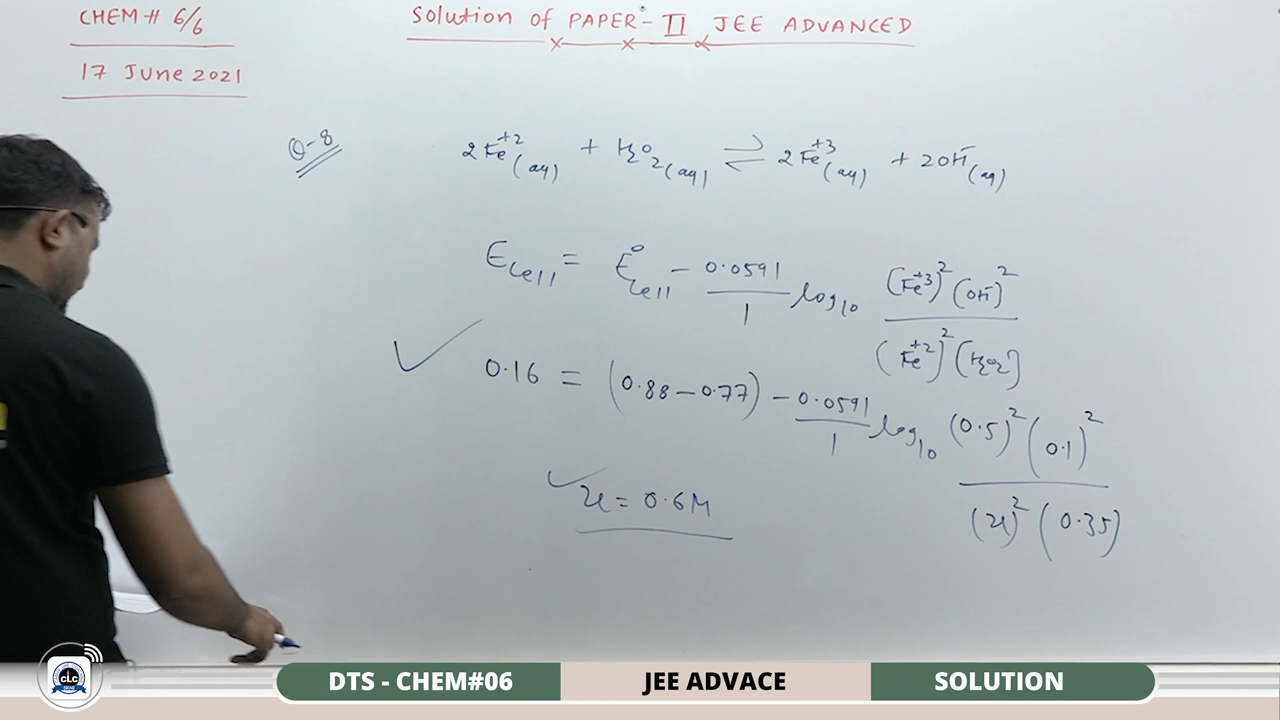 CHEM# 6/6
17 June 2021
Solution of PAPER-II JEE ADVANCED
Q-8
2Fe⁺²(aq) + H₂O₂(aq) ⇌ 2Fe⁺³(aq) + 2OH⁻(aq)
Ecell = E°cell - 0.0591/1 log₁₀ (Fe⁺³)² (OH⁻)² / (Fe⁺²)² (H₂O₂)
0.16 = (0.88 - 0.77) - 0.0591/1 log₁₀ (0.5)² (0.1)² / (x)² (0.35)
x = 0.6M
CLC
SIKAR
DTS - CHEM#06
JEE ADVACE
SOLUTION